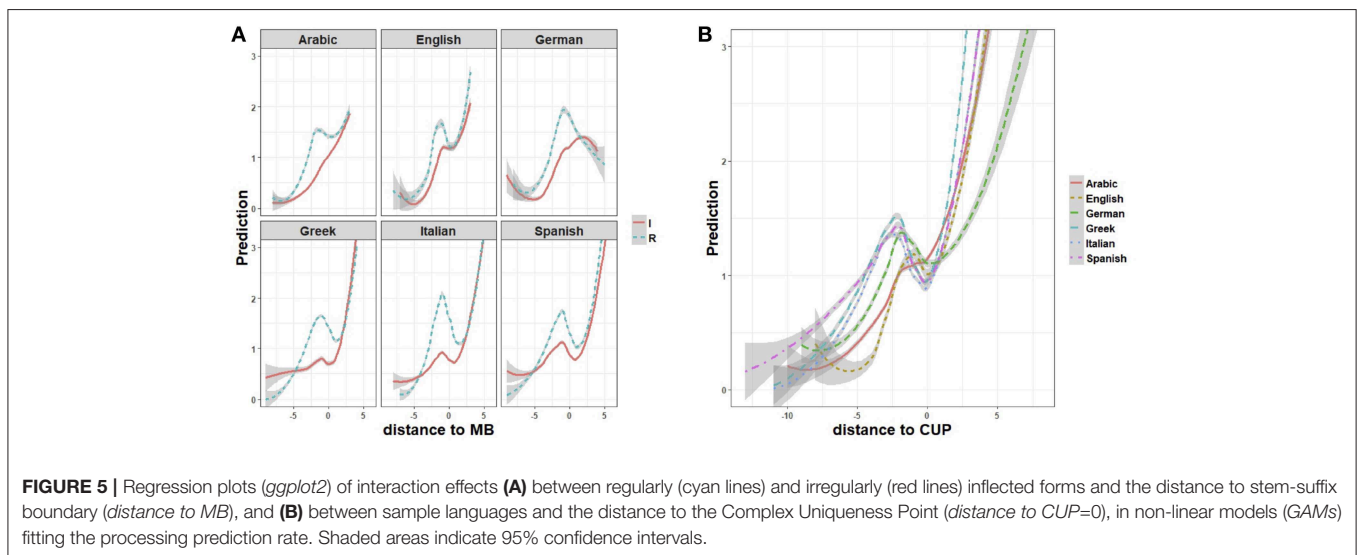 A
B
Arabic English German
3
2
1
0
Greek Italian Spanish
3
2
1
0
-5 0 5 -5 0 5 -5 0 5
Prediction
distance to MB
I
R
3
2
1
0
-10 -5 0 5
Prediction
distance to CUP
Arabic
English
German
Greek
Italian
Spanish
FIGURE 5 | Regression plots (ggplot2) of interaction effects (A) between regularly (cyan lines) and irregularly (red lines) inflected forms and the distance to stem-suffix
boundary (distance to MB), and (B) between sample languages and the distance to the Complex Uniqueness Point (distance to CUP=0), in non-linear models (GAMs)
fitting the processing prediction rate. Shaded areas indicate 95% confidence intervals.